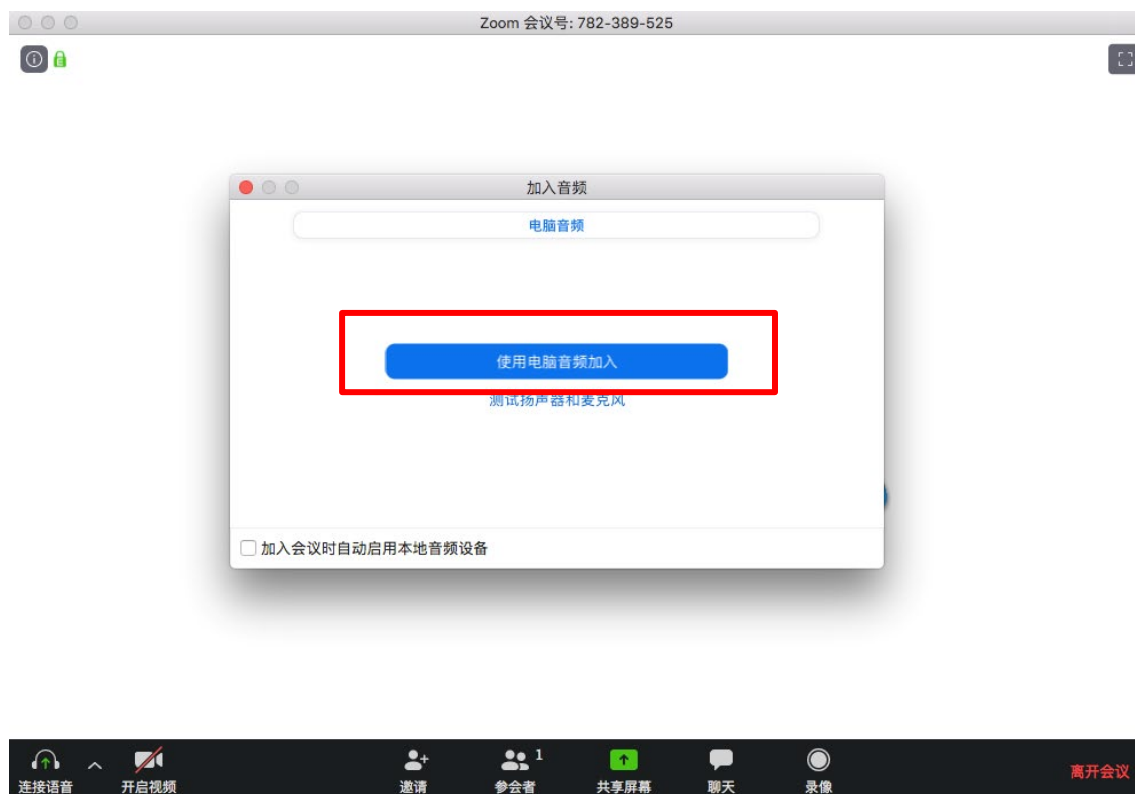 Zoom 会议号: 782-389-525
加入音频
电脑音频
使用电脑音频加入
测试扬声器和麦克风
加入会议时自动启用本地音频设备
1
连接语音 开启视频 邀请 参会者 共享屏幕 聊天 录像 离开会议